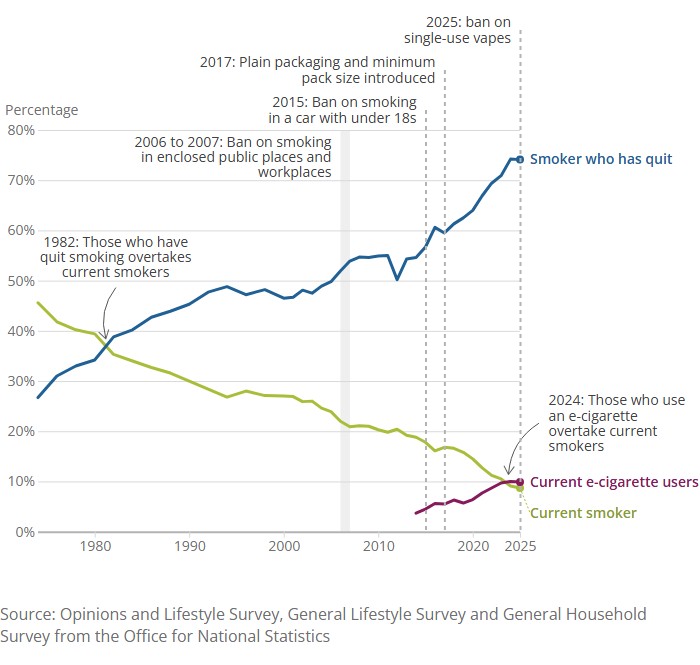 2025: ban on
single-use vapes
2017: Plain packaging and minimum
pack size introduced
2015: Ban on smoking
in a car with under 18s
Percentage
2006 to 2007: Ban on smoking
in enclosed public places and
workplaces
80%
70%
60%
50%
40%
30%
20%
10%
0%
Smoker who has quit
1982: Those who have
quit smoking overtakes
current smokers
2024: Those who use
an e-cigarette
overtake current
smokers
Current e-cigarette users
Current smoker
1980
1990
2000
2010
2020
2025
Source: Opinions and Lifestyle Survey, General Lifestyle Survey and General Household
Survey from the Office for National Statistics